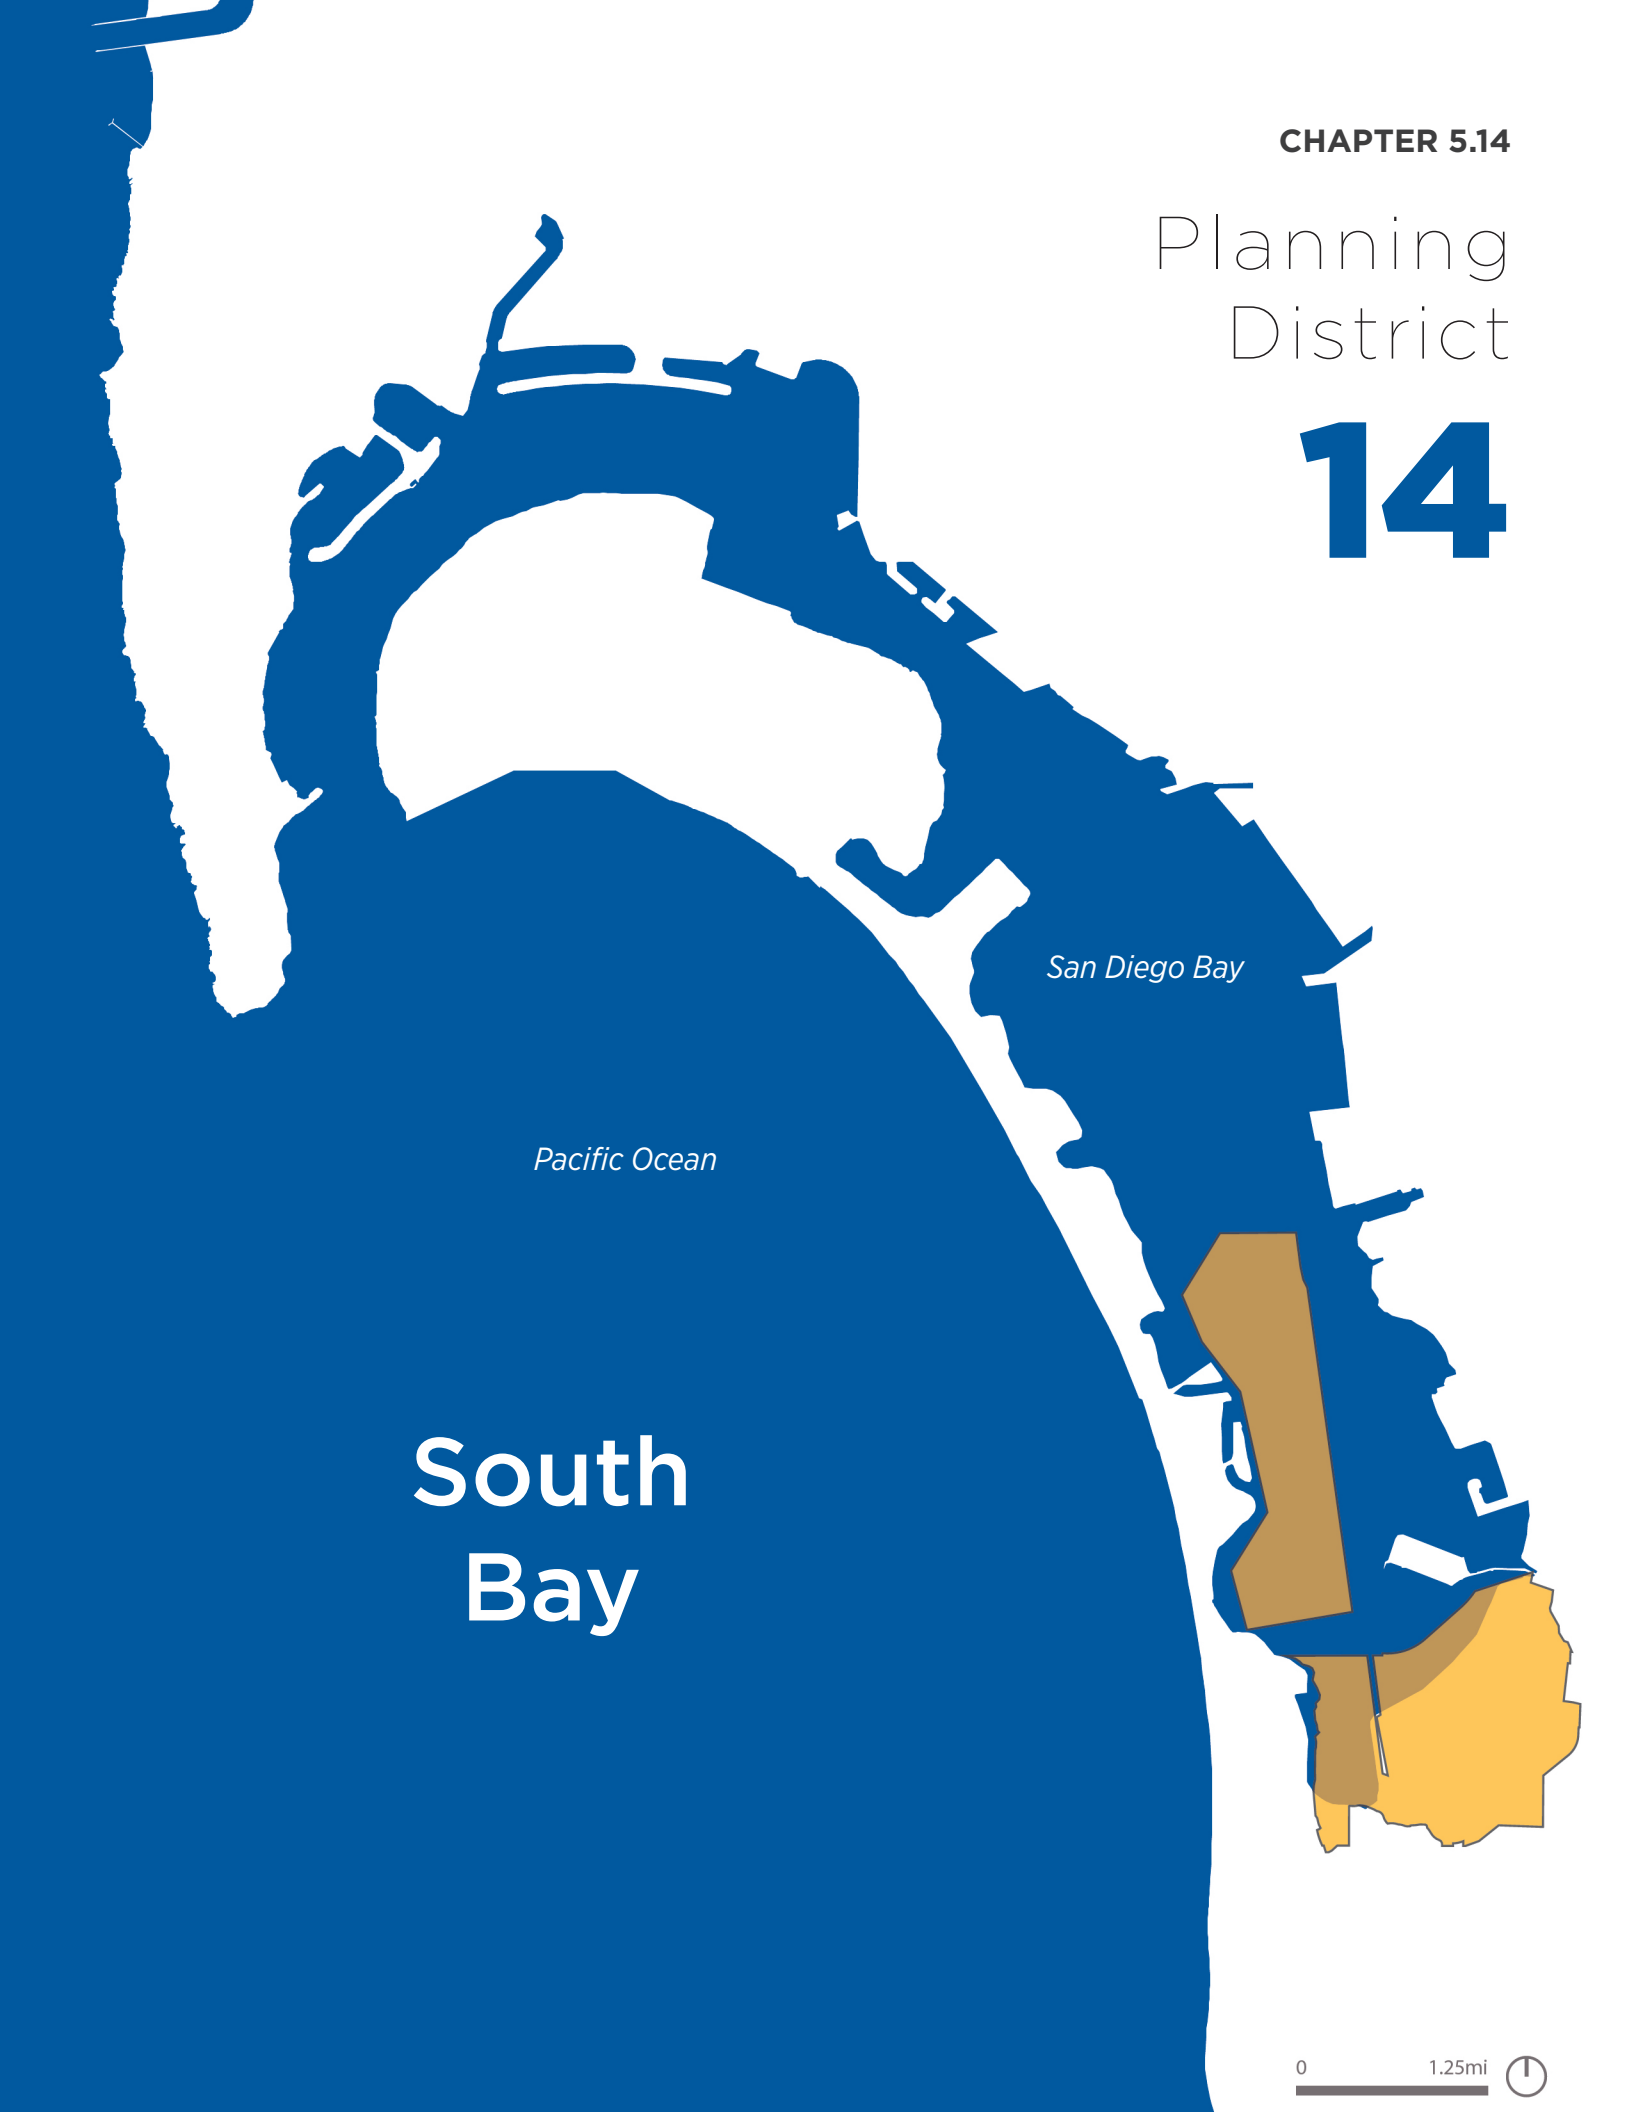 CHAPTER 5.14
Planning
District
14
San Diego Bay
Pacific Ocean
South
Bay
0 1.25mi